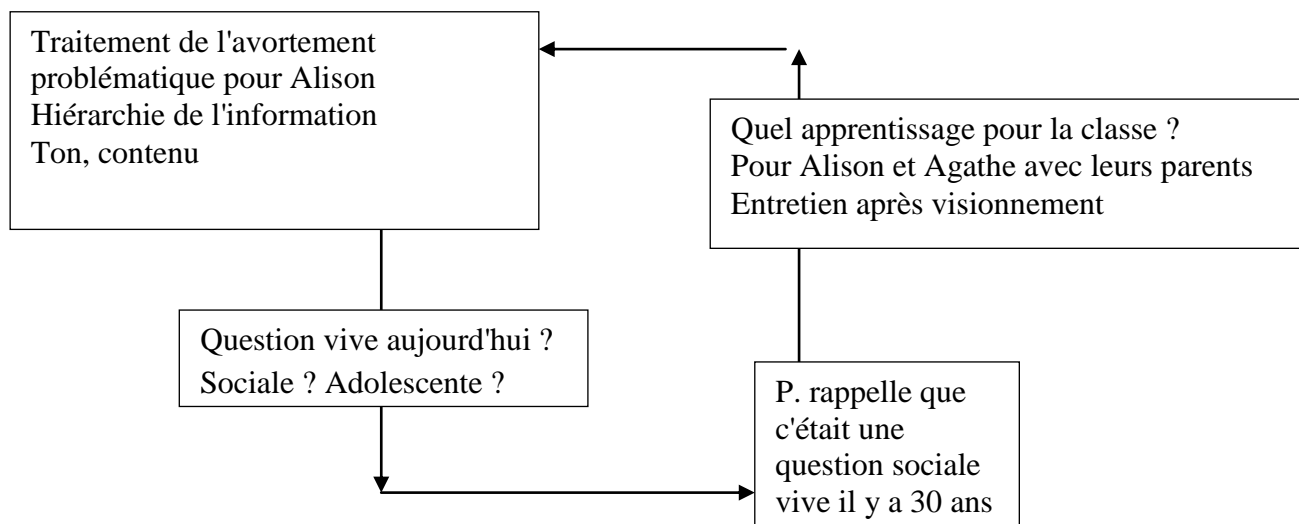 Traitement de l'avortement
problématique pour Alison
Hiérarchie de l'information
Ton, contenu
Quel apprentissage pour la classe ?
Pour Alison et Agathe avec leurs parents
Entretien après visionnement
Question vive aujourd'hui ?
Sociale ? Adolescente ?
P. rappelle que
c'était une
question sociale
vive il y a 30 ans